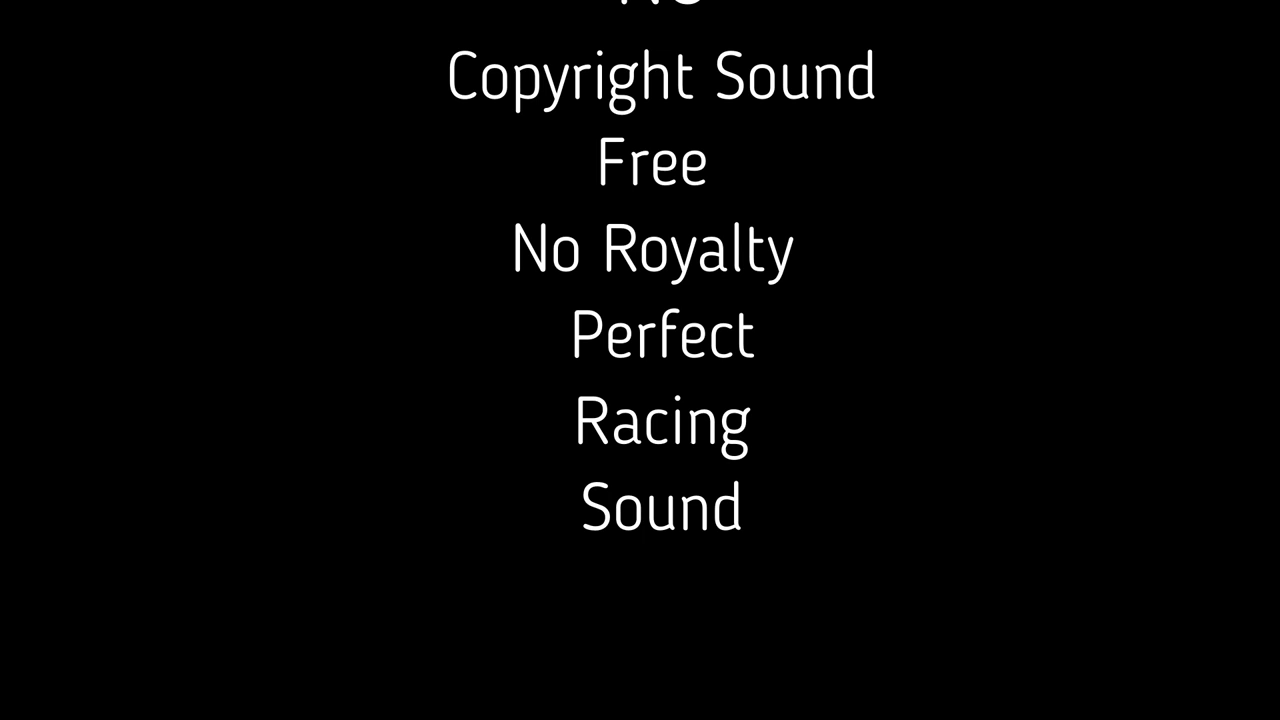 Copyright Sound
Free
No Royalty
Perfect
Racing
Sound